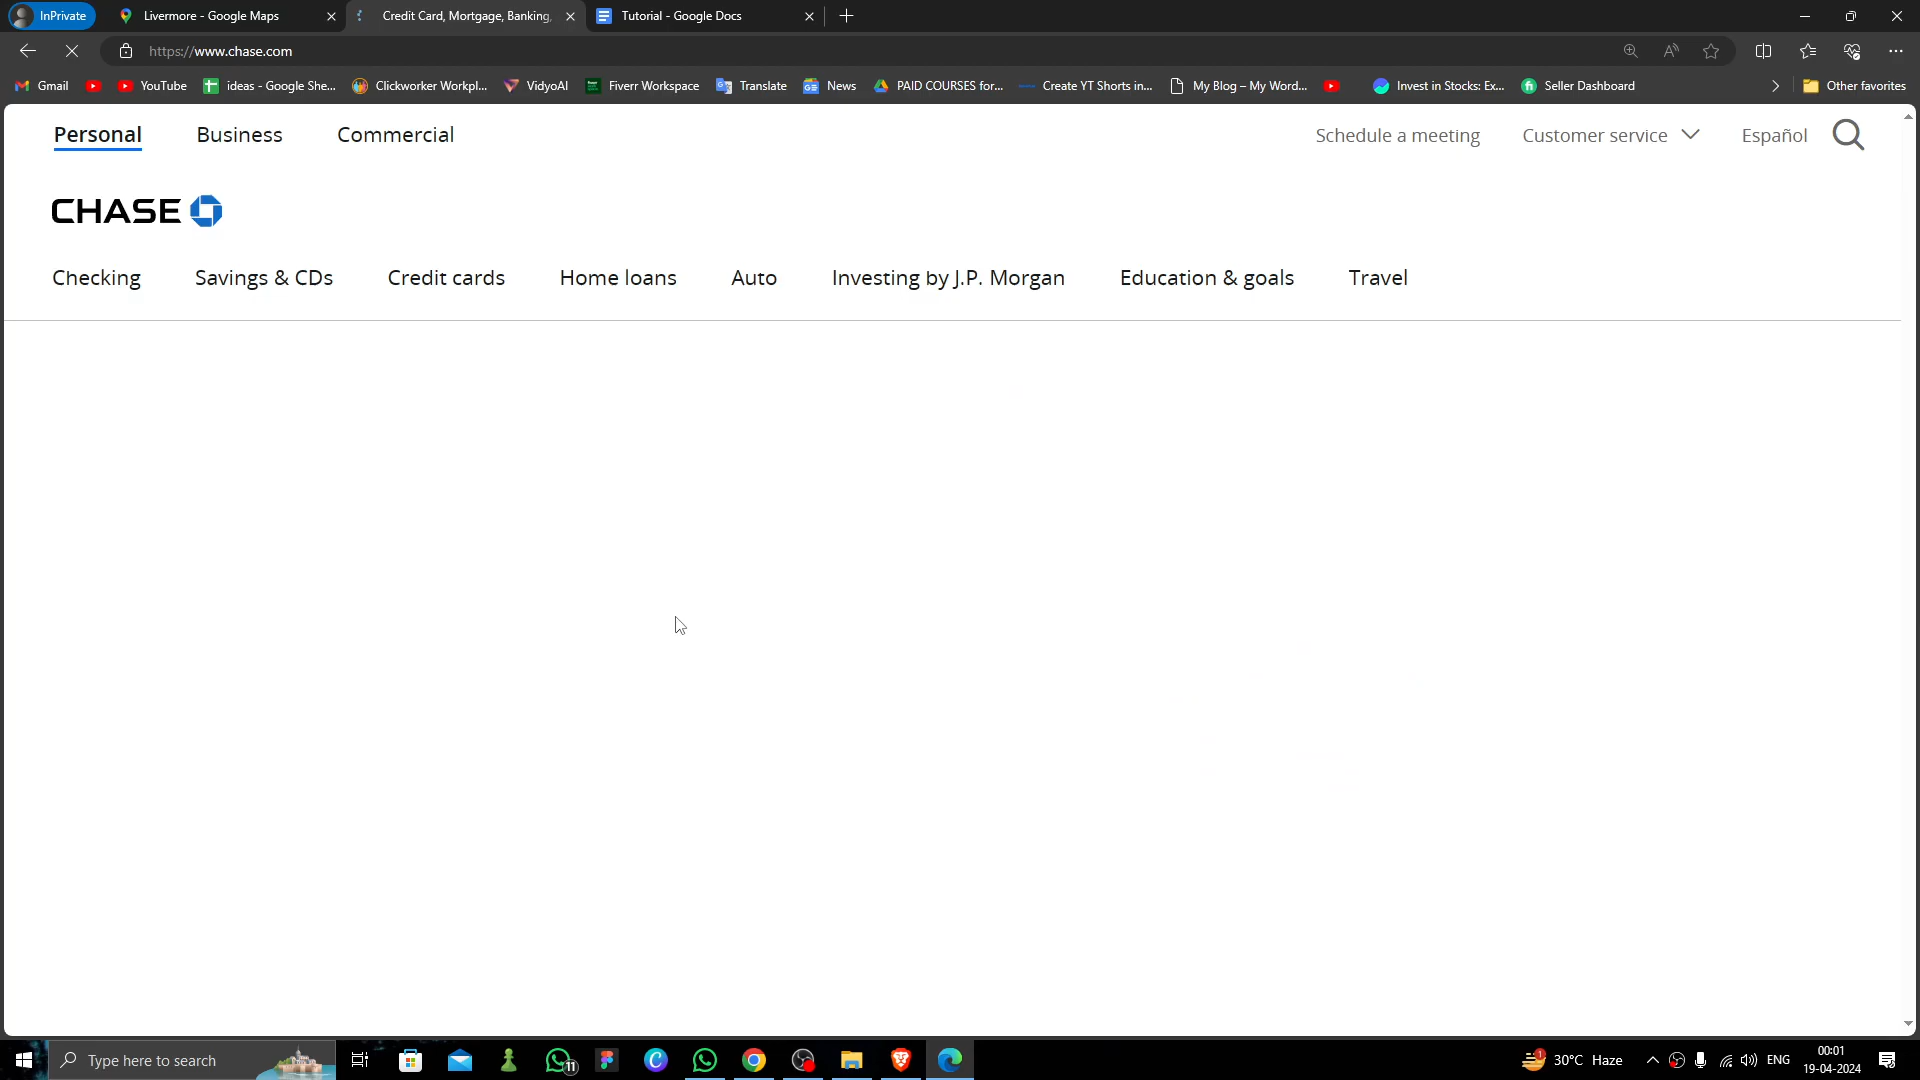 InPrivate Livermore - Google Maps Credit Card, Mortgage, Banking, Tutorial - Google Docs
https://www.chase.com
Gmail YouTube ideas - Google She... Clickworker Workpl... VidyoAI Fiverr Workspace Translate News PAID COURSES for... Create YT Shorts in... My Blog – My Word... Invest in Stocks: Ex... Seller Dashboard Other favorites
Personal Business Commercial Schedule a meeting Customer service Español
CHASE
Checking Savings & CDs Credit cards Home loans Auto Investing by J.P. Morgan Education & goals Travel
Type here to search 11 1 30°C Haze ENG 00:01
19-04-2024